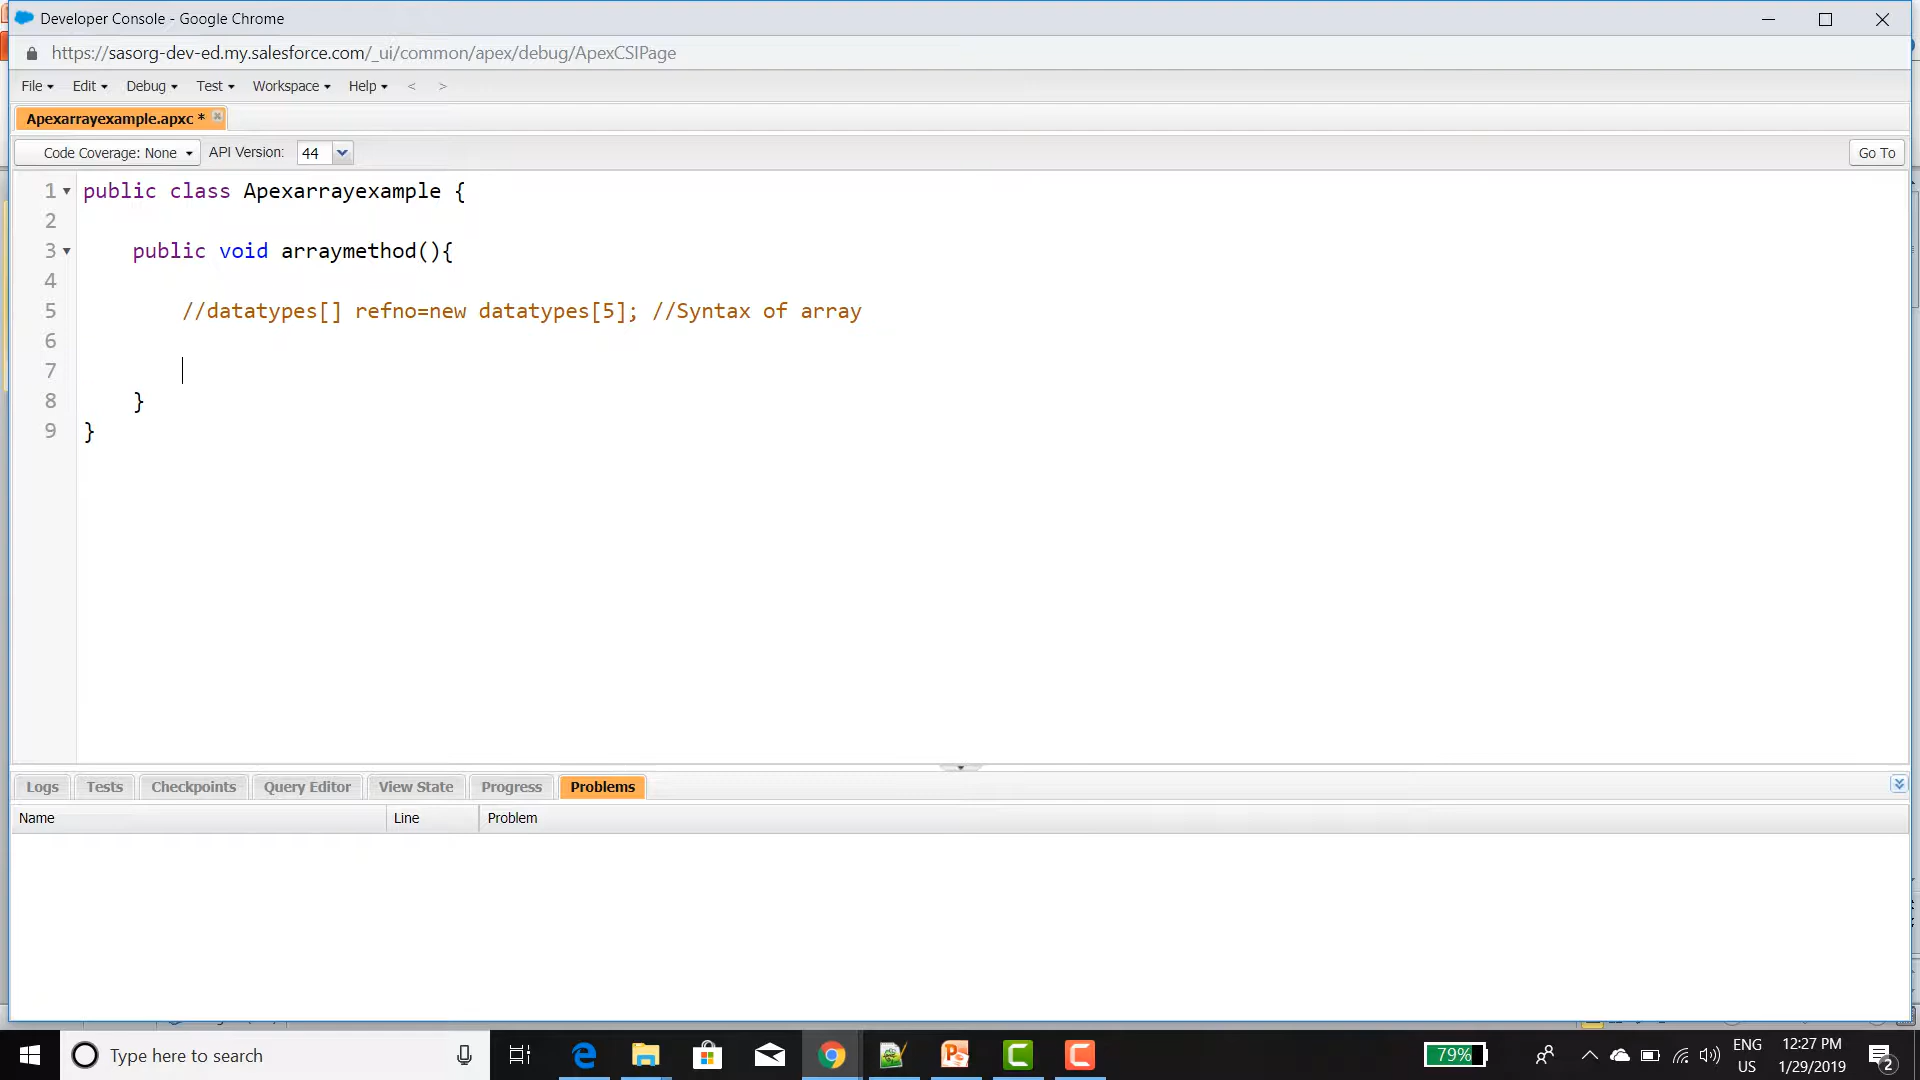 Developer Console - Google Chrome
https://sasorg-dev-ed.my.salesforce.com/_ui/common/apex/debug/ApexCSIPage
File Edit Debug Test Workspace Help < >
Apexarrayexample.apxc *
Code Coverage: None API Version: 44 Go To
1 public class Apexarrayexample {
2
3 public void arraymethod(){
4
5 //datatypes[] refno=new datatypes[5]; //Syntax of array
6
7
8 }
9 }
Logs Tests Checkpoints Query Editor View State Progress Problems
Name Line Problem
Type here to search
79%
ENG
US
12:27 PM
1/29/2019
2